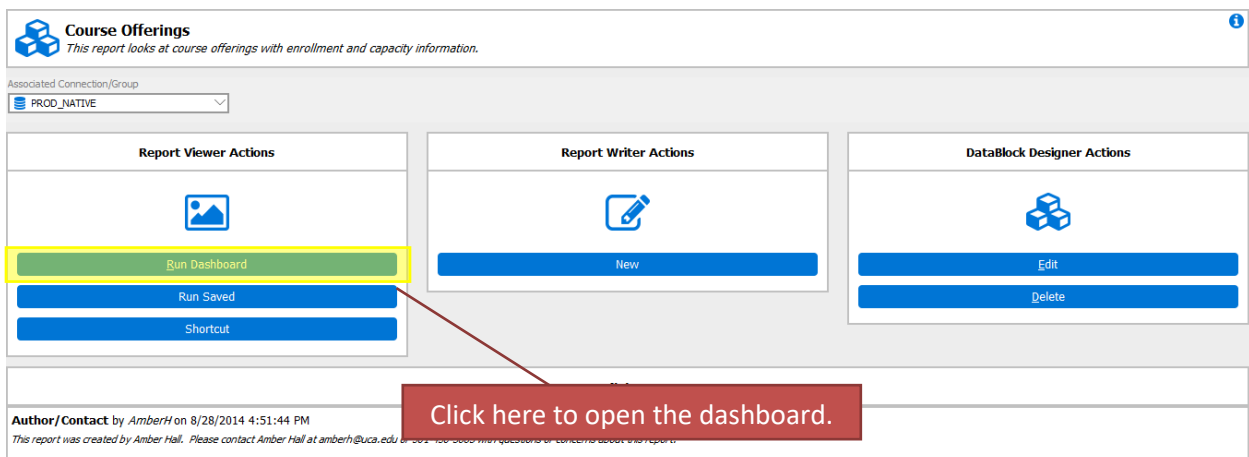 Course Offerings
This report looks at course offerings with enrollment and capacity information.
Associated Connection/Group
PROD_NATIVE
Report Viewer Actions
Report Writer Actions
DataBlock Designer Actions
Run Dashboard
New
Edit
Run Saved
Delete
Shortcut
Click here to open the dashboard.
Author/Contact by AmberH on 8/28/2014 4:51:44 PM
This report was created by Amber Hall. Please contact Amber Hall at amberh@uca.edu or with questions or concerns about this report.